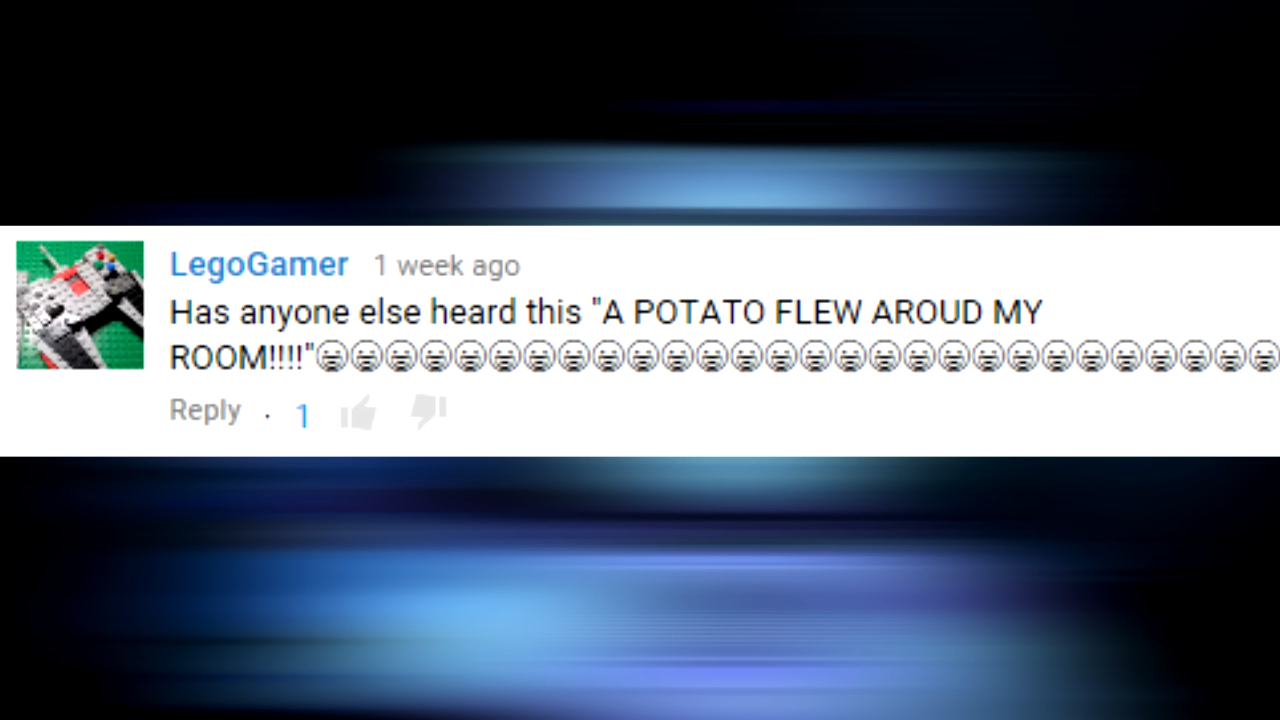 LegoGamer 1 week ago
Has anyone else heard this "A POTATO FLEW AROUD MY
ROOM!!!!"😭😭😭😭😭😭😭😭😭😭😭😭😭😭😭😭😭😭😭😭😭😭😭😭😭😭😭😭
Reply · 1